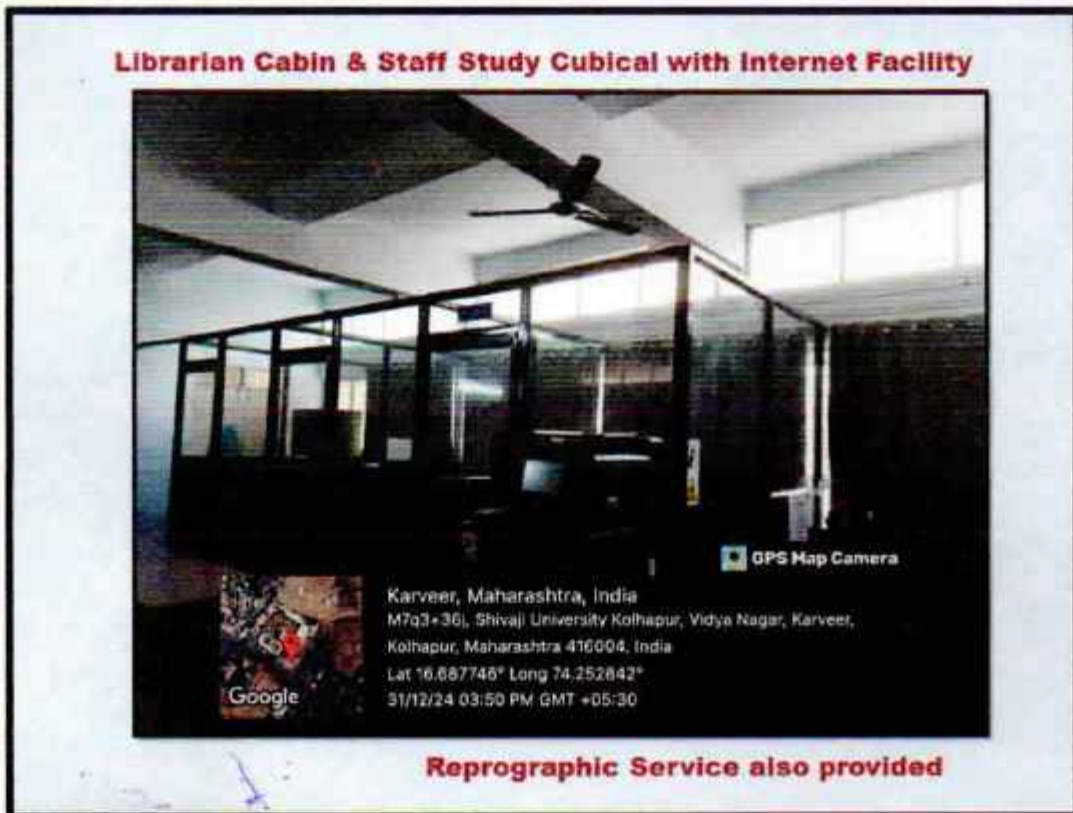 Librarian Cabin & Staff Study Cubical with Internet Facility
GPS Map Camera
Karveer, Maharashtra, India
M7q3+36j, Shivaji University Kolhapur, Vidya Nagar, Karveer,
Kolhapur, Maharashtra 416004, India
Lat 16.687746° Long 74.252842°
31/12/24 03:50 PM GMT +05:30
Google
Reprographic Service also provided